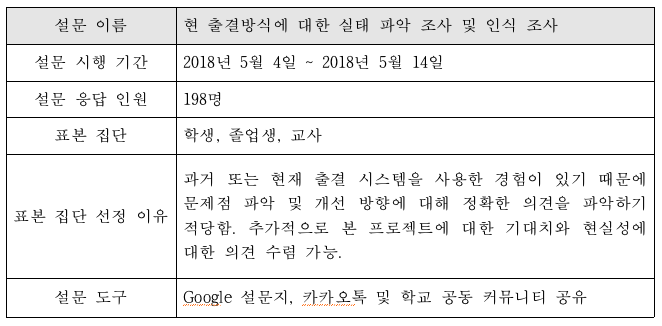 설문 이름 현 출결방식에 대한 실태 파악 조사 및 인식 조사
설문 시행 기간 2018년 5월 4일 ~ 2018년 5월 14일
설문 응답 인원 198명
표본 집단 학생, 졸업생, 교사
표본 집단 선정 이유
과거 또는 현재 출결 시스템을 사용한 경험이 있기 때문에
문제점 파악 및 개선 방향에 대해 정확한 의견을 파악하기
적당함. 추가적으로 본 프로젝트에 대한 기대치와 현실성에
대한 의견 수렴 가능.
설문 도구 Google 설문지, 카카오톡 및 학교 공동 커뮤니티 공유